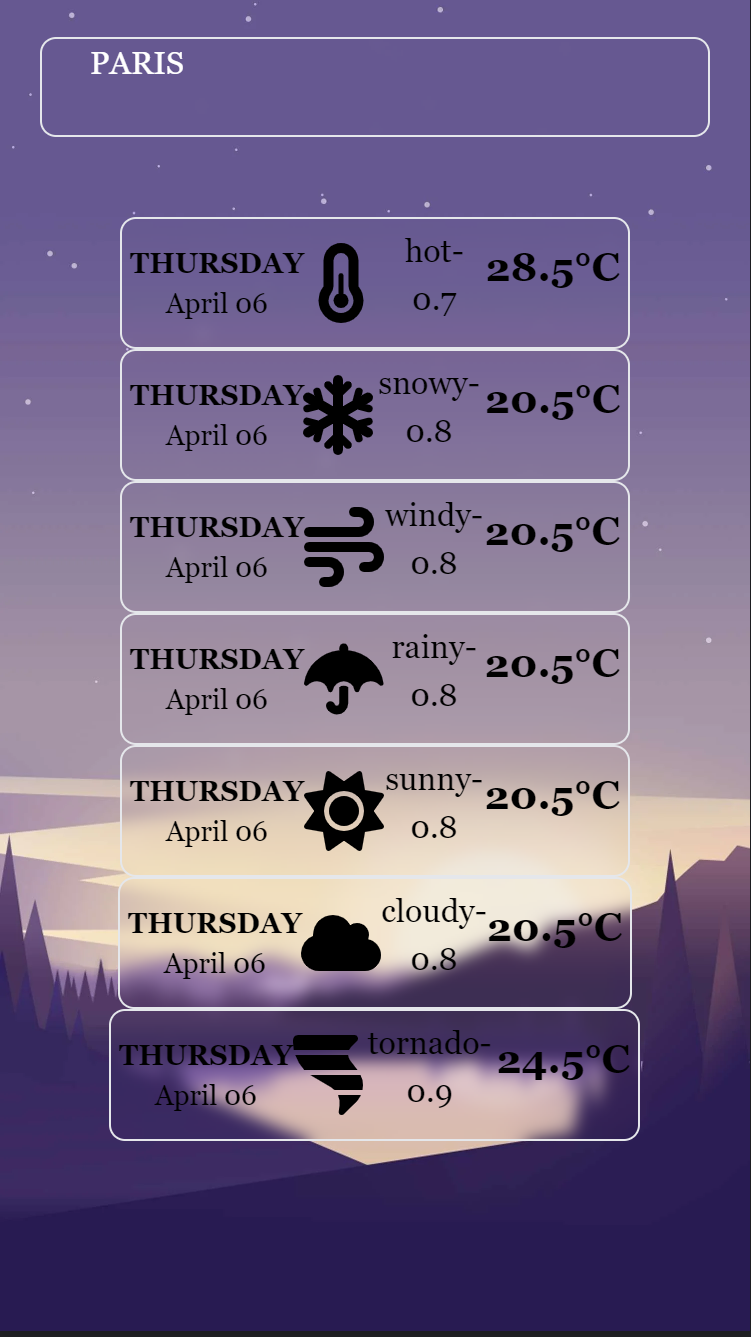 PARIS
THURSDAY
April 06
hot-
0.7
28.5°C
THURSDAY
April 06
snowy-
0.8
20.5°C
THURSDAY
April 06
windy-
0.8
20.5°C
THURSDAY
April 06
rainy-
0.8
20.5°C
THURSDAY
April 06
sunny-
0.8
20.5°C
THURSDAY
April 06
cloudy-
0.8
20.5°C
THURSDAY
April 06
tornado-
0.9
24.5°C